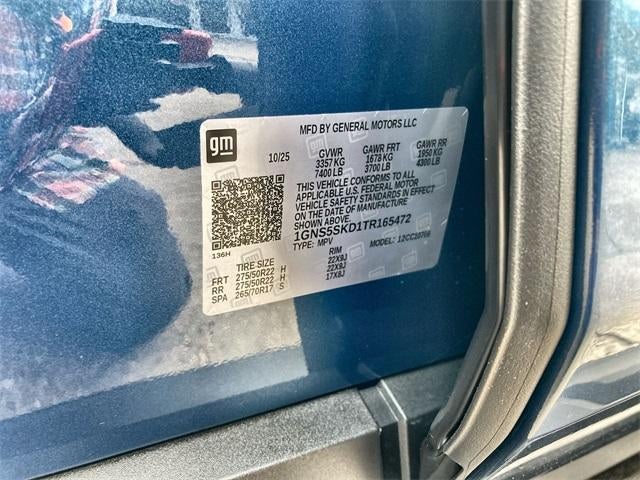 MFD BY GENERAL MOTORS LLC
gm
10/25 GVWR GAWR FRT GAWR RR
3357 KG 1678 KG 1950 KG
7400 LB 3700 LB 4300 LB
THIS VEHICLE CONFORMS TO ALL
APPLICABLE U.S. FEDERAL MOTOR
VEHICLE SAFETY STANDARDS IN EFFECT
ON THE DATE OF MANUFACTURE
SHOWN ABOVE.
1GNS5SKD1TR165472
TYPE: MPV MODEL: 12CC10706
136H
TIRE SIZE RIM
FRT 275/50R22 H 22X9J
RR 275/50R22 H 22X9J
SPA 265/70R17 S 17X8J